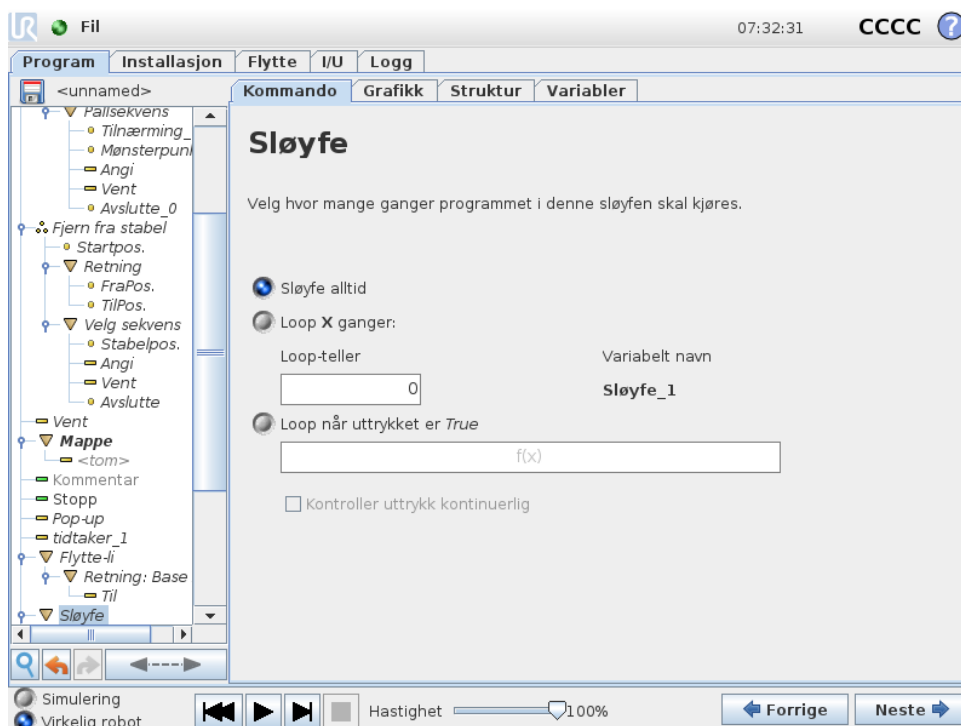 Fil
07:32:31
CCCC
?
Program Installasjon Flytte I/U Logg
<unnamed>
Kommando Grafikk Struktur Variabler
Pallsekvens
Tilnærming_
Mønsterpunl
Angi
Vent
Avslutte_0
Fjern fra stabel
Startpos.
Retning
FraPos.
TilPos.
Velg sekvens
Stabelpos.
Angi
Vent
Avslutte
Vent
Mappe
<tom>
Kommentar
Stopp
Pop-up
tidtaker_1
Flytte-li
Retning: Base
Til
Sløyfe
Sløyfe
Velg hvor mange ganger programmet i denne sløyfen skal kjøres.
Sløyfe alltid
Loop X ganger:
Loop-teller Variabelt navn
0 Sløyfe_1
Loop når uttrykket er True
f(x)
Kontroller uttrykk kontinuerlig
Simulering
Virkelig robot
Hastighet 100%
Forrige Neste